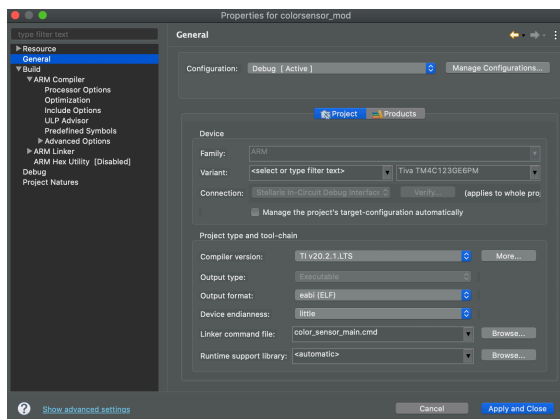 Properties for colorsensor_mod
type filter text
General
Resource
General
Build
ARM Compiler
Processor Options
Optimization
Include Options
ULP Advisor
Predefined Symbols
Advanced Options
ARM Linker
ARM Hex Utility [Disabled]
Debug
Project Natures
Configuration: Debug [ Active ] Manage Configurations...
Project Products
Device
Family: ARM
Variant: <select or type filter text> Tiva TM4C123GE6PM
Connection: Stellaris In-Circuit Debug Interface Verify... (applies to whole proj
Manage the project's target-configuration automatically
Project type and tool-chain
Compiler version: TI v20.2.1.LTS More...
Output type: Executable
Output format: eabi (ELF)
Device endianness: little
Linker command file: color_sensor_main.cmd Browse...
Runtime support library: <automatic> Browse...
? Show advanced settings Cancel Apply and Close